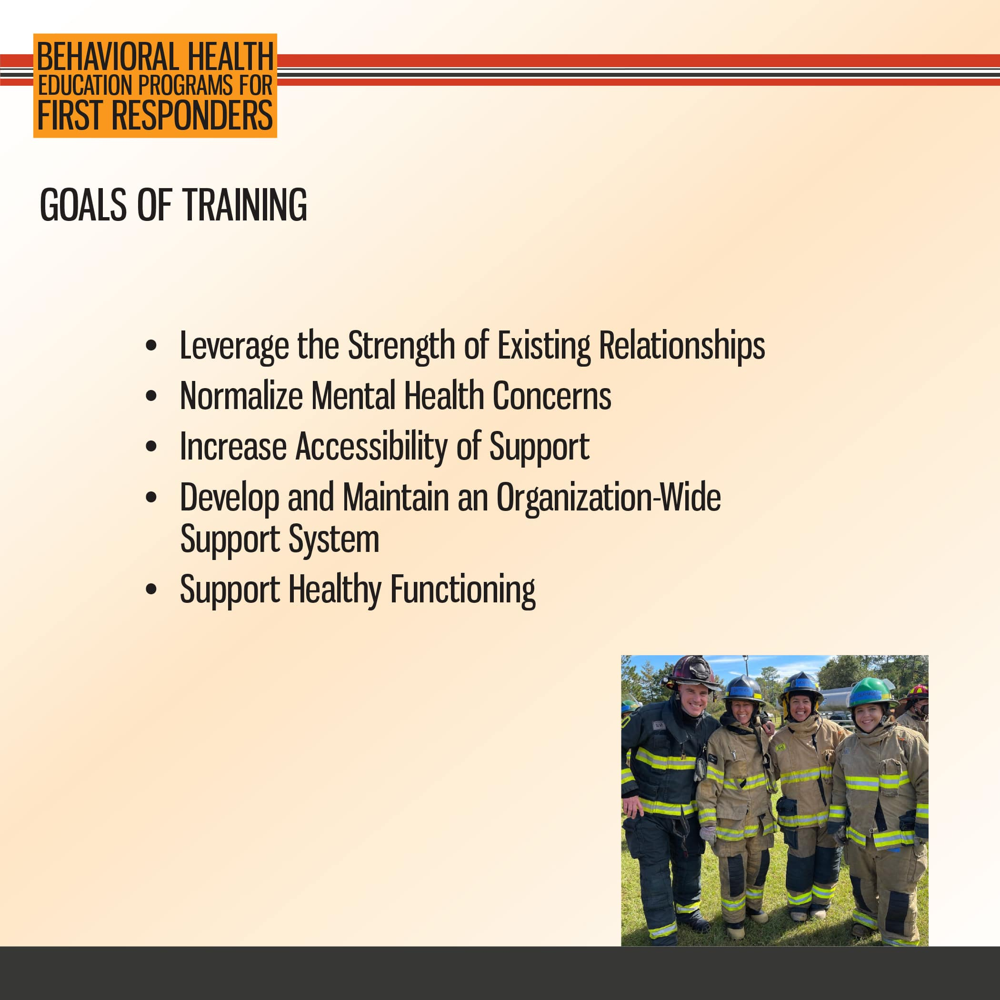 BEHAVIORAL HEALTH
EDUCATION PROGRAMS FOR
FIRST RESPONDERS
GOALS OF TRAINING
• Leverage the Strength of Existing Relationships
• Normalize Mental Health Concerns
• Increase Accessibility of Support
• Develop and Maintain an Organization-Wide
Support System
• Support Healthy Functioning